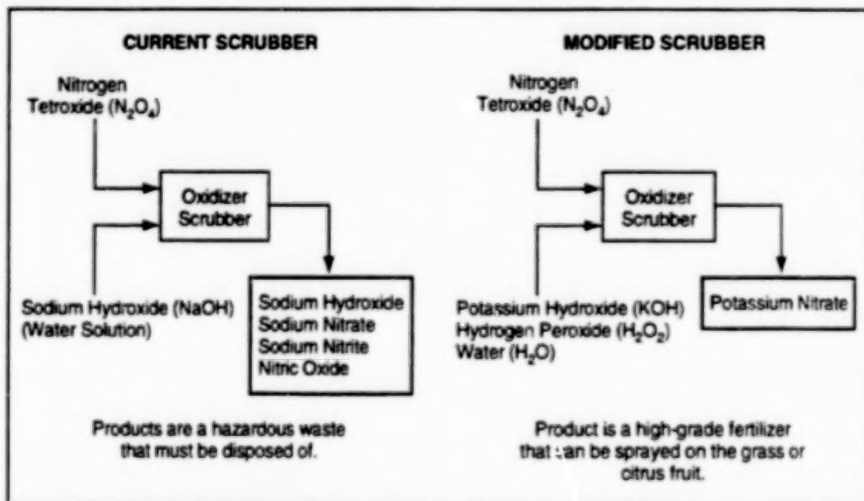 CURRENT SCRUBBER
Nitrogen
Tetroxide (N₂O₄)
Oxidizer
Scrubber
Sodium Hydroxide (NaOH)
(Water Solution)
Sodium Hydroxide
Sodium Nitrate
Sodium Nitrite
Nitric Oxide
Products are a hazardous waste
that must be disposed of.
MODIFIED SCRUBBER
Nitrogen
Tetroxide (N₂O₄)
Oxidizer
Scrubber
Potassium Hydroxide (KOH)
Hydrogen Peroxide (H₂O₂)
Water (H₂O)
Potassium Nitrate
Product is a high-grade fertilizer
that can be sprayed on the grass or
citrus fruit.